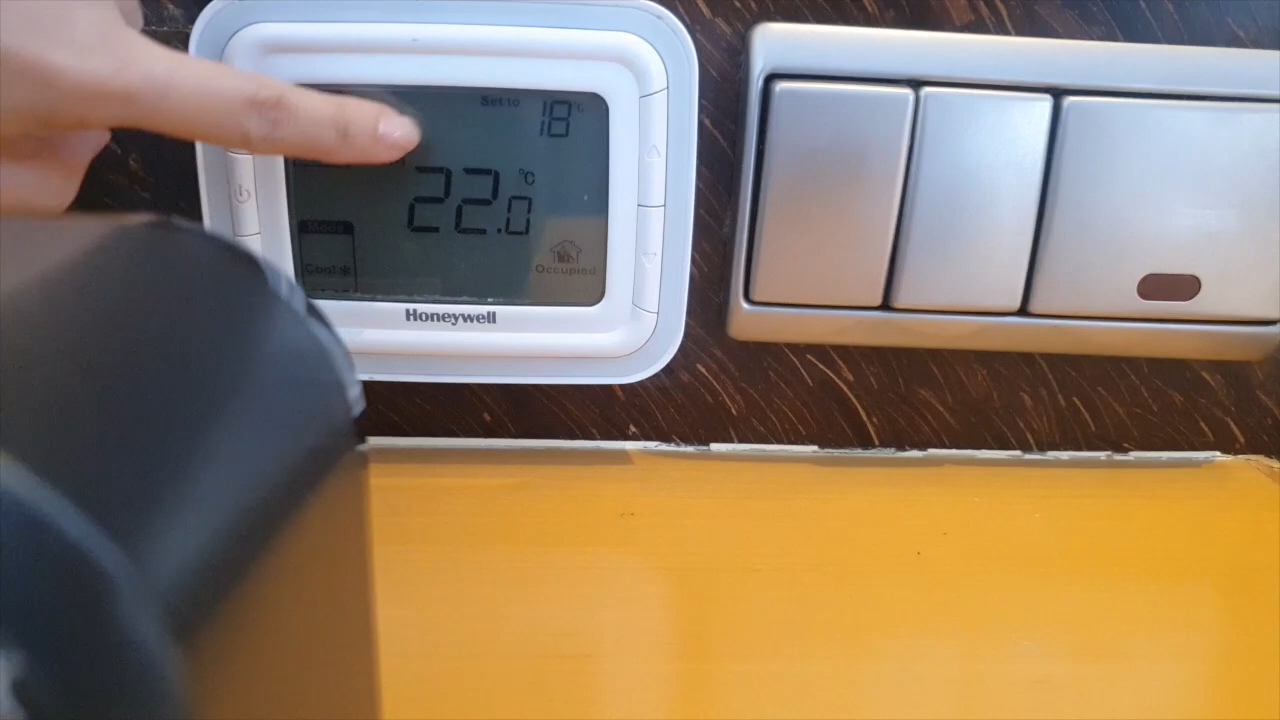 Set to 18 °C
22.0 °C
Mode
Cool
Occupied
Honeywell